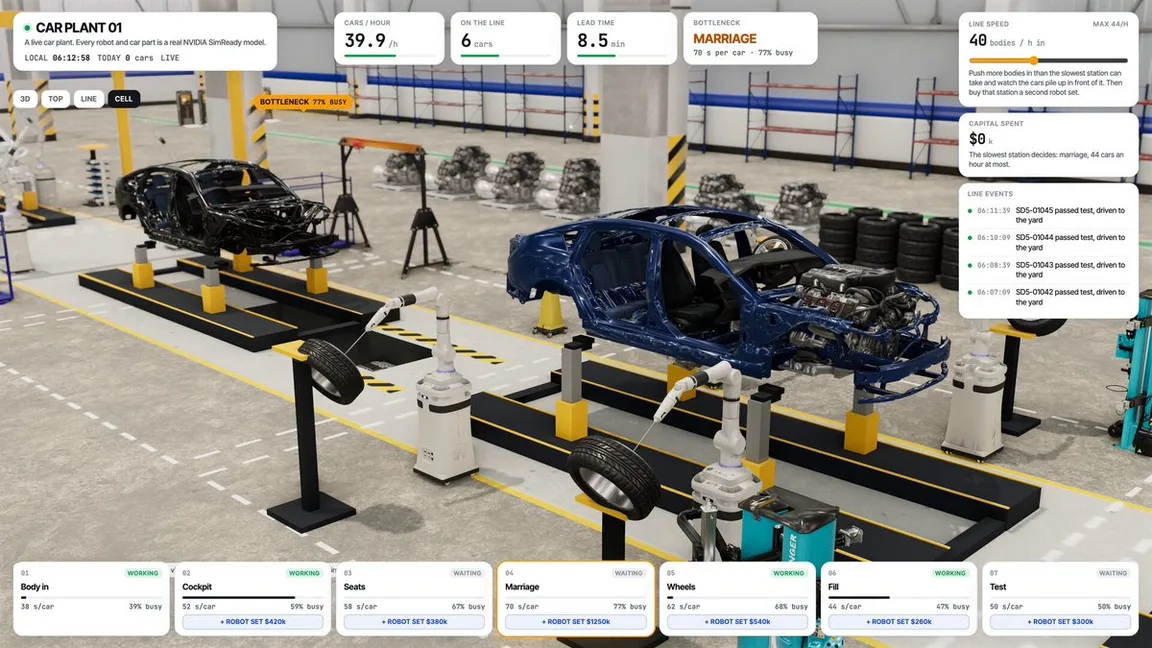 CAR PLANT 01
A live car plant. Every robot and car part is a real NVIDIA SimReady model.
LOCAL 06:12:58 TODAY 0 cars LIVE
3D TOP LINE CELL
CARS / HOUR
39.9 /h
ON THE LINE
6 cars
LEAD TIME
8.5 min
BOTTLENECK
MARRIAGE
70 s per car · 77% busy
LINE SPEED MAX 44/H
40 bodies / h in
Push more bodies in than the slowest station can
take and watch the cars pile up in front of it. Then
buy that station a second robot set.
CAPITAL SPENT
$0 k
The slowest station decides: marriage, 44 cars an
hour at most.
LINE EVENTS
06:11:39 SD5-01045 passed test, driven to
the yard
06:10:09 SD5-01044 passed test, driven to
the yard
06:08:39 SD5-01043 passed test, driven to
the yard
06:07:09 SD5-01042 passed test, driven to
the yard
BOTTLENECK 77% BUSY
01 WORKING
Body in
38 s/car 39% busy
02 WORKING
Cockpit
52 s/car 59% busy
+ ROBOT SET $420k
03 WAITING
Seats
58 s/car 67% busy
+ ROBOT SET $380k
04 WAITING
Marriage
70 s/car 77% busy
+ ROBOT SET $1250k
05 WORKING
Wheels
62 s/car 68% busy
+ ROBOT SET $540k
06 WORKING
Fill
44 s/car 47% busy
+ ROBOT SET $260k
07 WAITING
Test
50 s/car 50% busy
+ ROBOT SET $300k